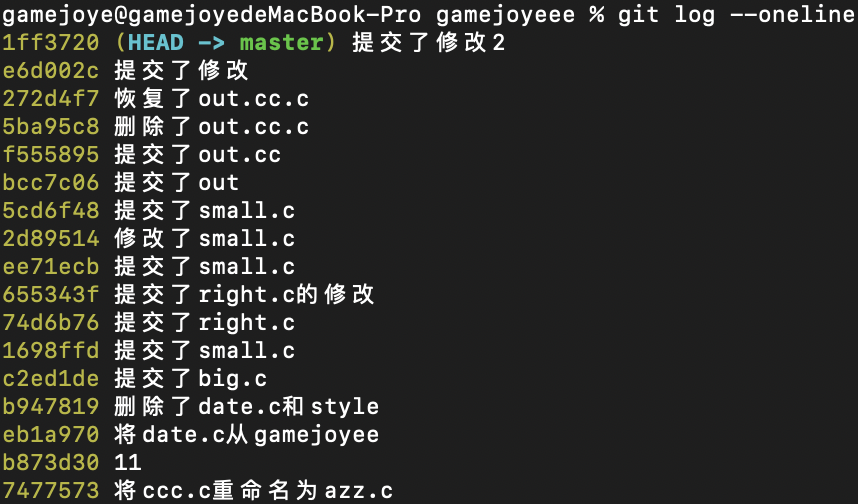 gamejoye@gamejoyedeMacBook-Pro gamejoyeee % git log --oneline
1ff3720 (HEAD -> master) 提交了修改2
e6d002c 提交了修改
272d4f7 恢复了out.cc.c
5ba95c8 删除了out.cc.c
f555895 提交了out.cc
bcc7c06 提交了out
5cd6f48 提交了small.c
2d89514 修改了small.c
ee71ecb 提交了small.c
655343f 提交了right.c的修改
74d6b76 提交了right.c
1698ffd 提交了small.c
c2ed1de 提交了big.c
b947819 删除了date.c和style
eb1a970 将date.c从gamejoyee
b873d30 11
7477573 将ccc.c重命名为azz.c